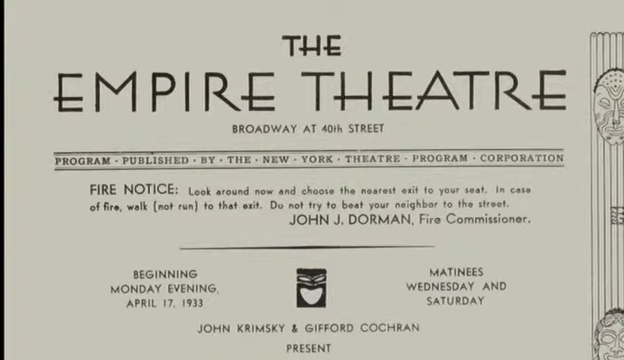 THE
EMPIRE THEATRE
BROADWAY AT 40th STREET
PROGRAM · PUBLISHED · BY · THE · NEW · YORK · THEATRE · PROGRAM · CORPORATION
FIRE NOTICE: Look around now and choose the nearest exit to your seat. In case
of fire, walk (not run) to that exit. Do not try to beat your neighbor to the street.
JOHN J. DORMAN, Fire Commissioner.
BEGINNING
MONDAY EVENING,
APRIL 17, 1933
MATINEES
WEDNESDAY AND
SATURDAY
JOHN KRIMSKY & GIFFORD COCHRAN
PRESENT